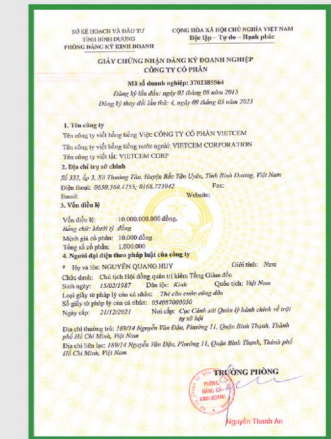 SỞ KẾ HOẠCH VÀ ĐẦU TƯ
TỈNH BÌNH DƯƠNG
PHÒNG ĐĂNG KÝ KINH DOANH
CỘNG HÒA XÃ HỘI CHỦ NGHĨA VIỆT NAM
Độc lập - Tự do - Hạnh phúc
GIẤY CHỨNG NHẬN ĐĂNG KÝ DOANH NGHIỆP
CÔNG TY CỔ PHẦN
Mã số doanh nghiệp: 3702385564
Đăng ký lần đầu: ngày 03 tháng 08 năm 2015
Đăng ký thay đổi lần thứ: 4, ngày 09 tháng 05 năm 2023
1. Tên công ty
Tên công ty viết bằng tiếng Việt: CÔNG TY CỔ PHẦN VIETCEM
Tên công ty viết bằng tiếng nước ngoài: VIETCEM CORPORATION
Tên công ty viết tắt: VIETCEM CORP
2. Địa chỉ trụ sở chính
Số 333, ấp 3, Xã Thường Tân, Huyện Bắc Tân Uyên, Tỉnh Bình Dương, Việt Nam
Điện thoại: 0650.368.1755; 0168.723942 Fax:
Email: Website:
3. Vốn điều lệ
Vốn điều lệ: 10.000.000.000 đồng.
Bằng chữ: Mười tỷ đồng
Mệnh giá cổ phần: 10.000 đồng
Tổng số cổ phần: 1.000.000
4. Người đại diện theo pháp luật của công ty
* Họ và tên: NGUYỄN QUANG HUY Giới tính: Nam
Chức danh: Chủ tịch Hội đồng quản trị kiêm Tổng Giám đốc
Sinh ngày: 15/02/1987 Dân tộc: Kinh Quốc tịch: Việt Nam
Loại giấy tờ pháp lý của cá nhân: Thẻ căn cước công dân
Số giấy tờ pháp lý của cá nhân: 054087000030
Ngày cấp: 21/12/2021 Nơi cấp: Cục Cảnh sát Quản lý hành chính về trật tự xã hội
Địa chỉ thường trú: 189/14 Nguyễn Văn Đậu, Phường 11, Quận Bình Thạnh, Thành
phố Hồ Chí Minh, Việt Nam
Địa chỉ liên lạc: 189/14 Nguyễn Văn Đậu, Phường 11, Quận Bình Thạnh, Thành phố
Hồ Chí Minh, Việt Nam
TRƯỞNG PHÒNG
PHÒNG
ĐĂNG KÝ
KINH DOANH
Nguyễn Thanh An